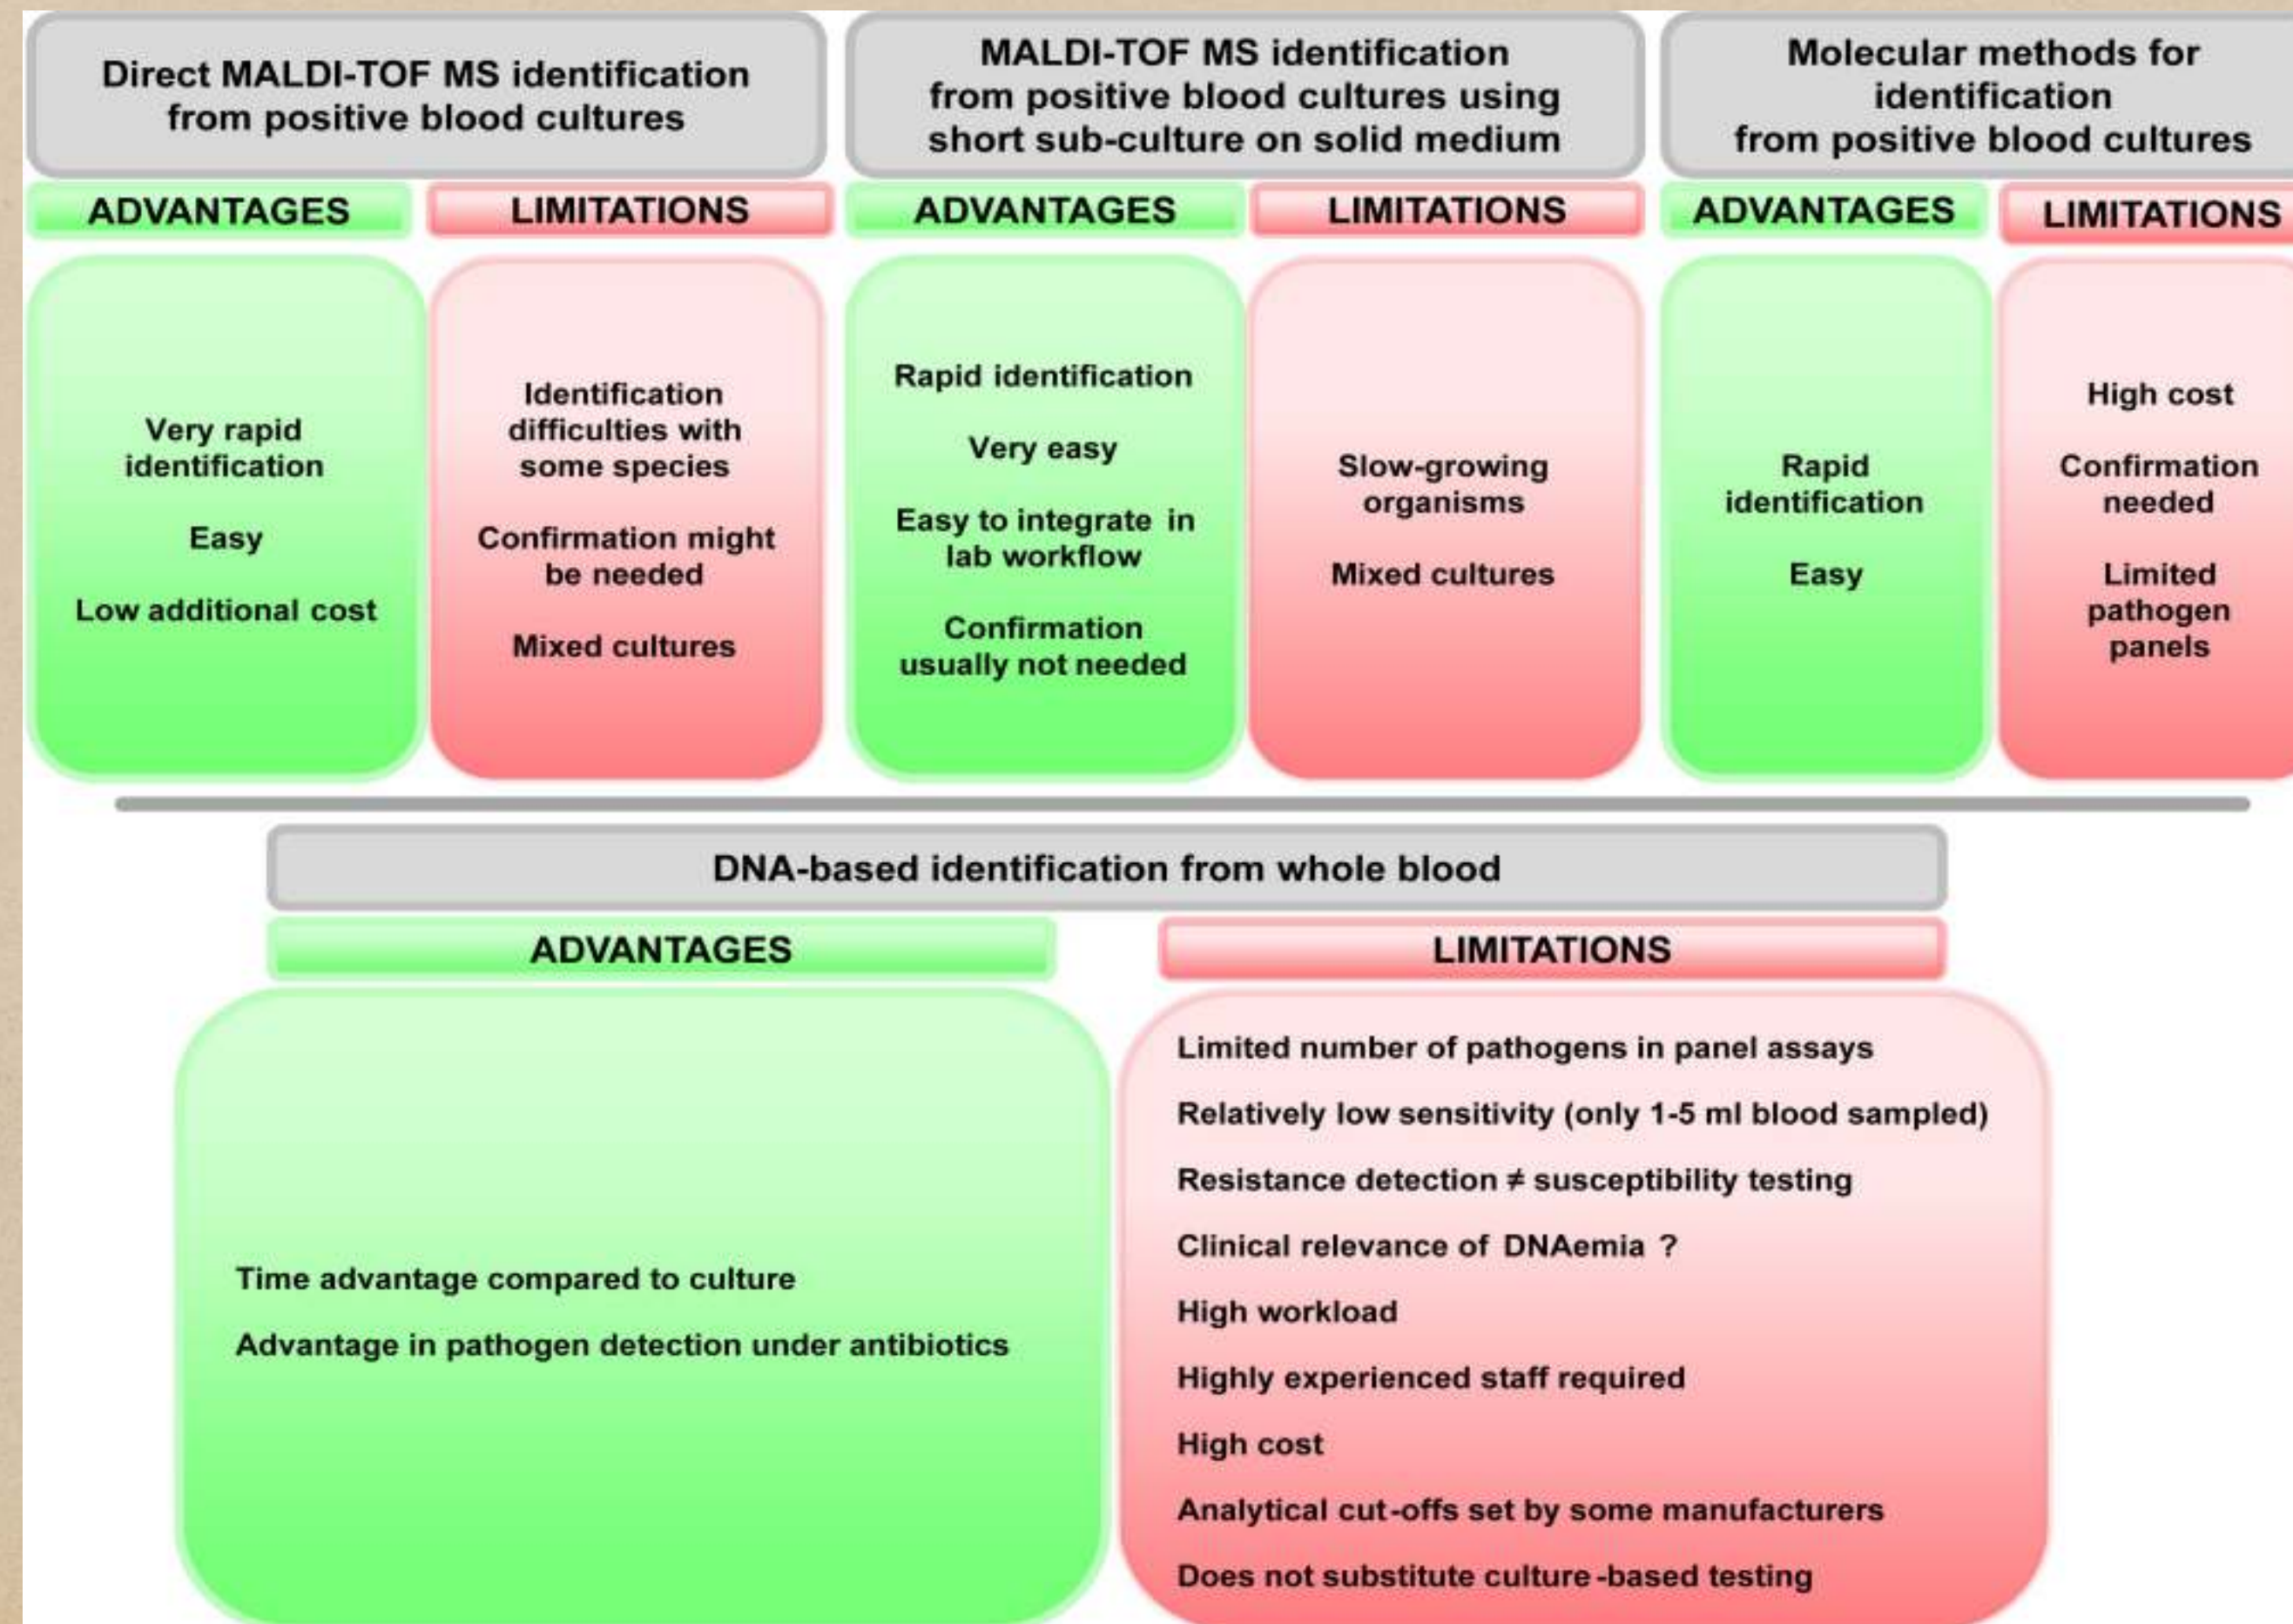 Direct MALDI-TOF MS identification
from positive blood cultures
ADVANTAGES
LIMITATIONS
Very rapid
identification
Easy
Low additional cost
Identification
difficulties with
some species
Confirmation might
be needed
Mixed cultures
MALDI-TOF MS identification
from positive blood cultures using
short sub-culture on solid medium
ADVANTAGES
LIMITATIONS
Rapid identification
Very easy
Easy to integrate in
lab workflow
Confirmation
usually not needed
Slow-growing
organisms
Mixed cultures
Molecular methods for
identification
from positive blood cultures
ADVANTAGES
LIMITATIONS
Rapid
identification
Easy
High cost
Confirmation
needed
Limited
pathogen
panels
DNA-based identification from whole blood
ADVANTAGES
LIMITATIONS
Time advantage compared to culture
Advantage in pathogen detection under antibiotics
Limited number of pathogens in panel assays
Relatively low sensitivity (only 1-5 ml blood sampled)
Resistance detection ≠ susceptibility testing
Clinical relevance of DNAemia ?
High workload
Highly experienced staff required
High cost
Analytical cut-offs set by some manufacturers
Does not substitute culture-based testing